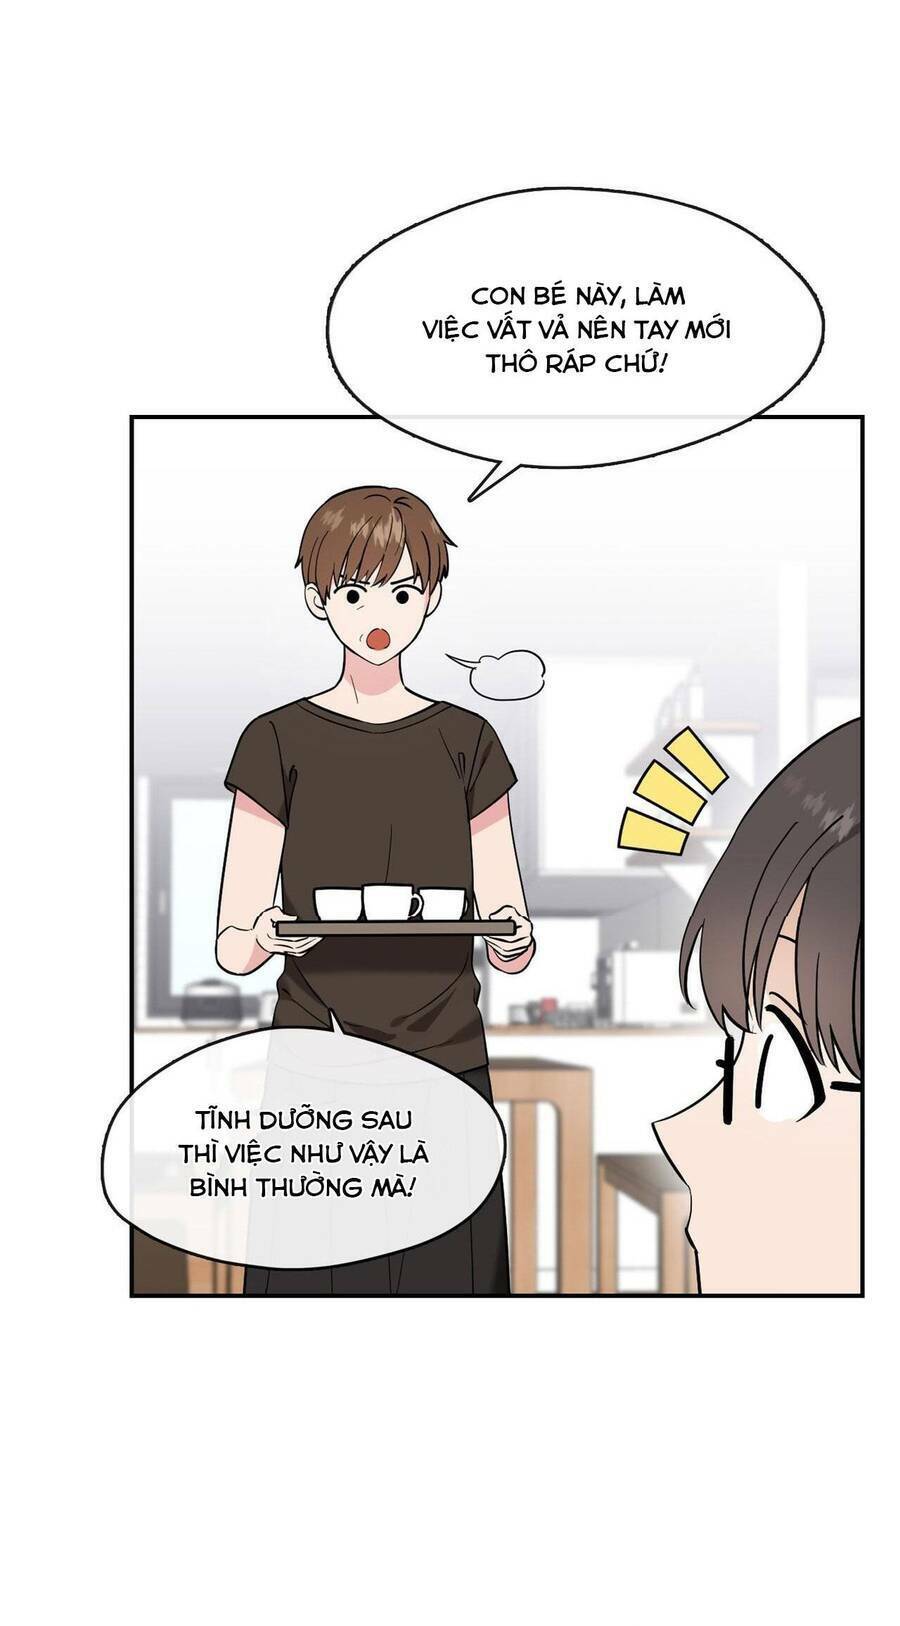 CON BÉ NÀY, LÀM
VIỆC VẤT VẢ NÊN TAY MỚI
THÔ RÁP CHỨ!
TĨNH DƯỠNG SAU
THÌ VIỆC NHƯ VẬY LÀ
BÌNH THƯỜNG MÀ!